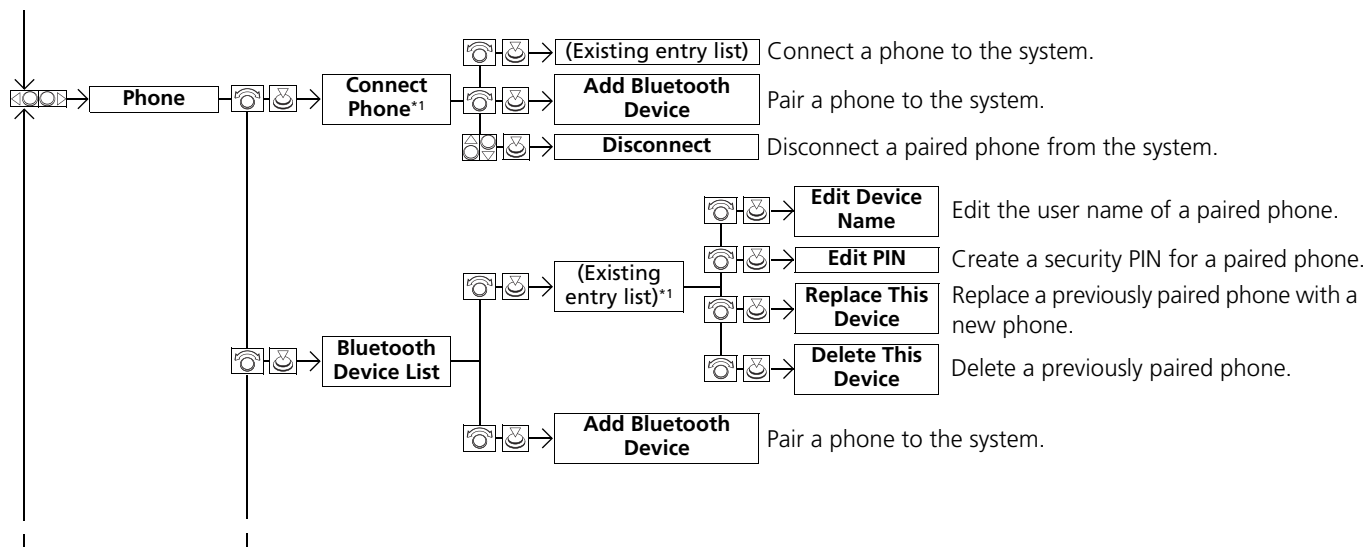 (Existing entry list) Connect a phone to the system.
Phone
Connect
Phone*1
Add Bluetooth
Device
Pair a phone to the system.
Disconnect Disconnect a paired phone from the system.
Edit Device
Name
Edit the user name of a paired phone.
(Existing
entry list)*1
Edit PIN Create a security PIN for a paired phone.
Replace This
Device
Replace a previously paired phone with a
new phone.
Bluetooth
Device List
Delete This
Device
Delete a previously paired phone.
Add Bluetooth
Device
Pair a phone to the system.